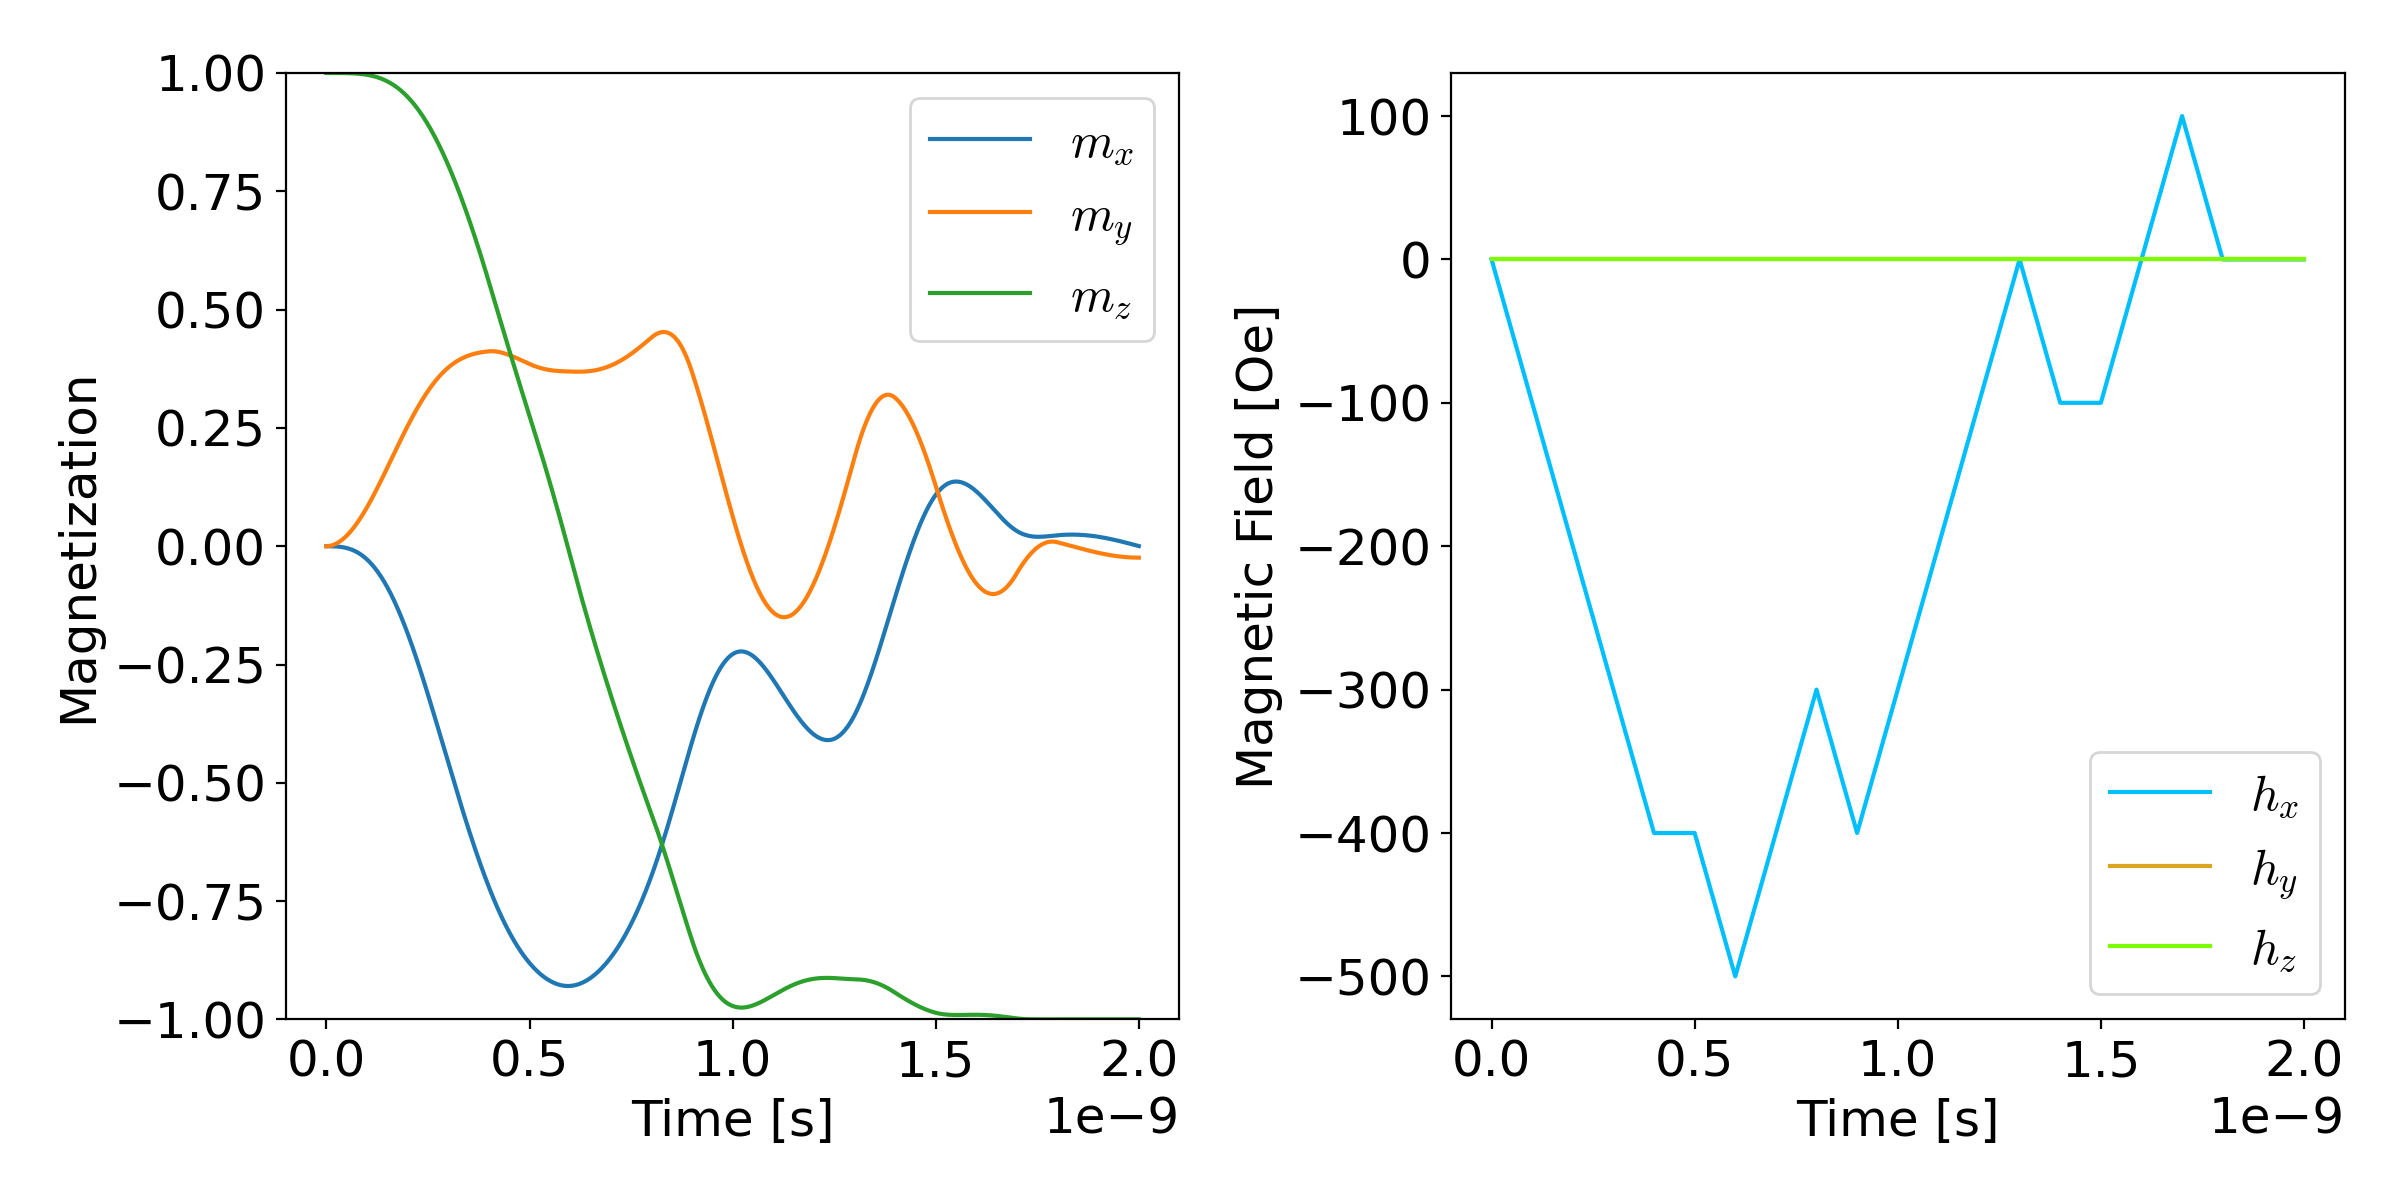 1.00
0.75
0.50
0.25
0.00
−0.25
−0.50
−0.75
−1.00
Magnetization
0.0 0.5 1.0 1.5 2.0
Time [s]
1e−9
m_x
m_y
m_z
100
0
−100
−200
−300
−400
−500
Magnetic Field [Oe]
0.0 0.5 1.0 1.5 2.0
Time [s]
1e−9
h_x
h_y
h_z